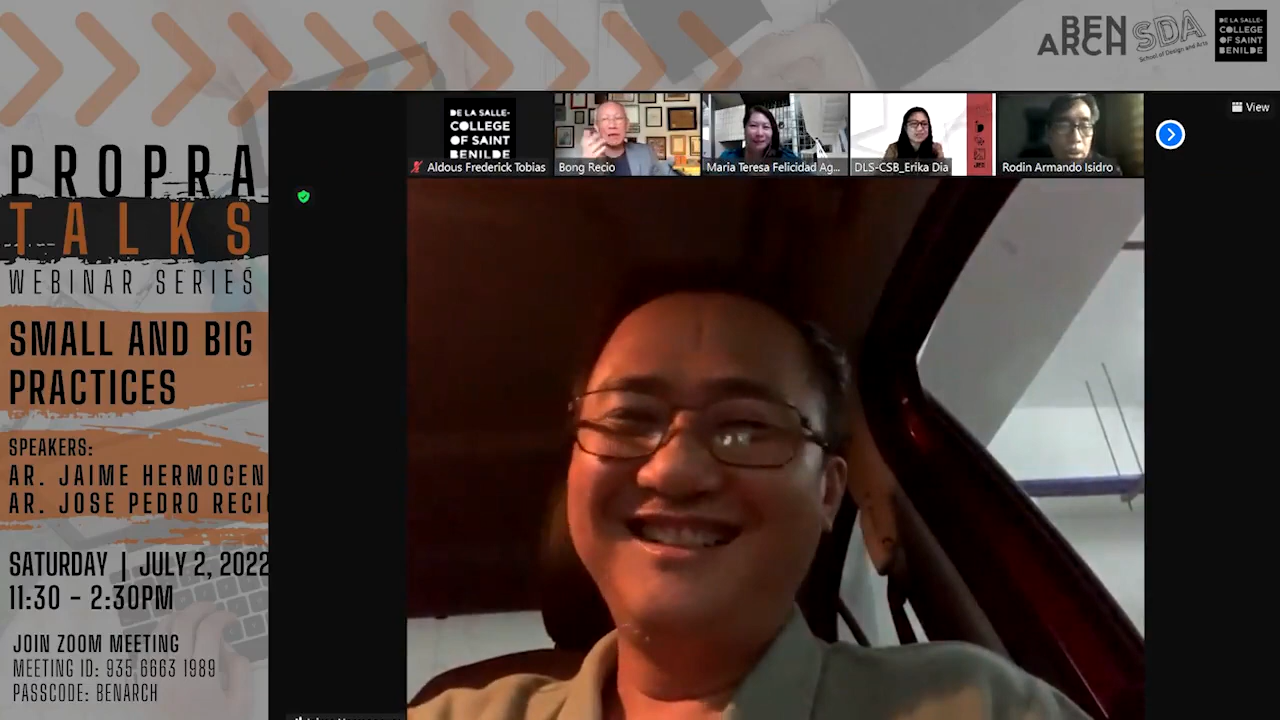 BEN
ARCH
SDA
School of Design and Arts
DE LA SALLE-
COLLEGE
OF SAINT
BENILDE
View
DE LA SALLE-
COLLEGE
OF SAINT
BENILDE
Aldous Frederick Tobias
Bong Recio
Maria Teresa Felicidad Ag...
DLS-CSB_Erika Dia
Rodin Armando Isidro
PROPRA
TALKS
WEBINAR SERIES
SMALL AND BIG
PRACTICES
SPEAKERS:
AR. JAIME HERMOGEN
AR. JOSE PEDRO RECIO
SATURDAY | JULY 2, 2022
11:30 - 2:30PM
JOIN ZOOM MEETING
MEETING ID: 935 6663 1989
PASSCODE: BENARCH